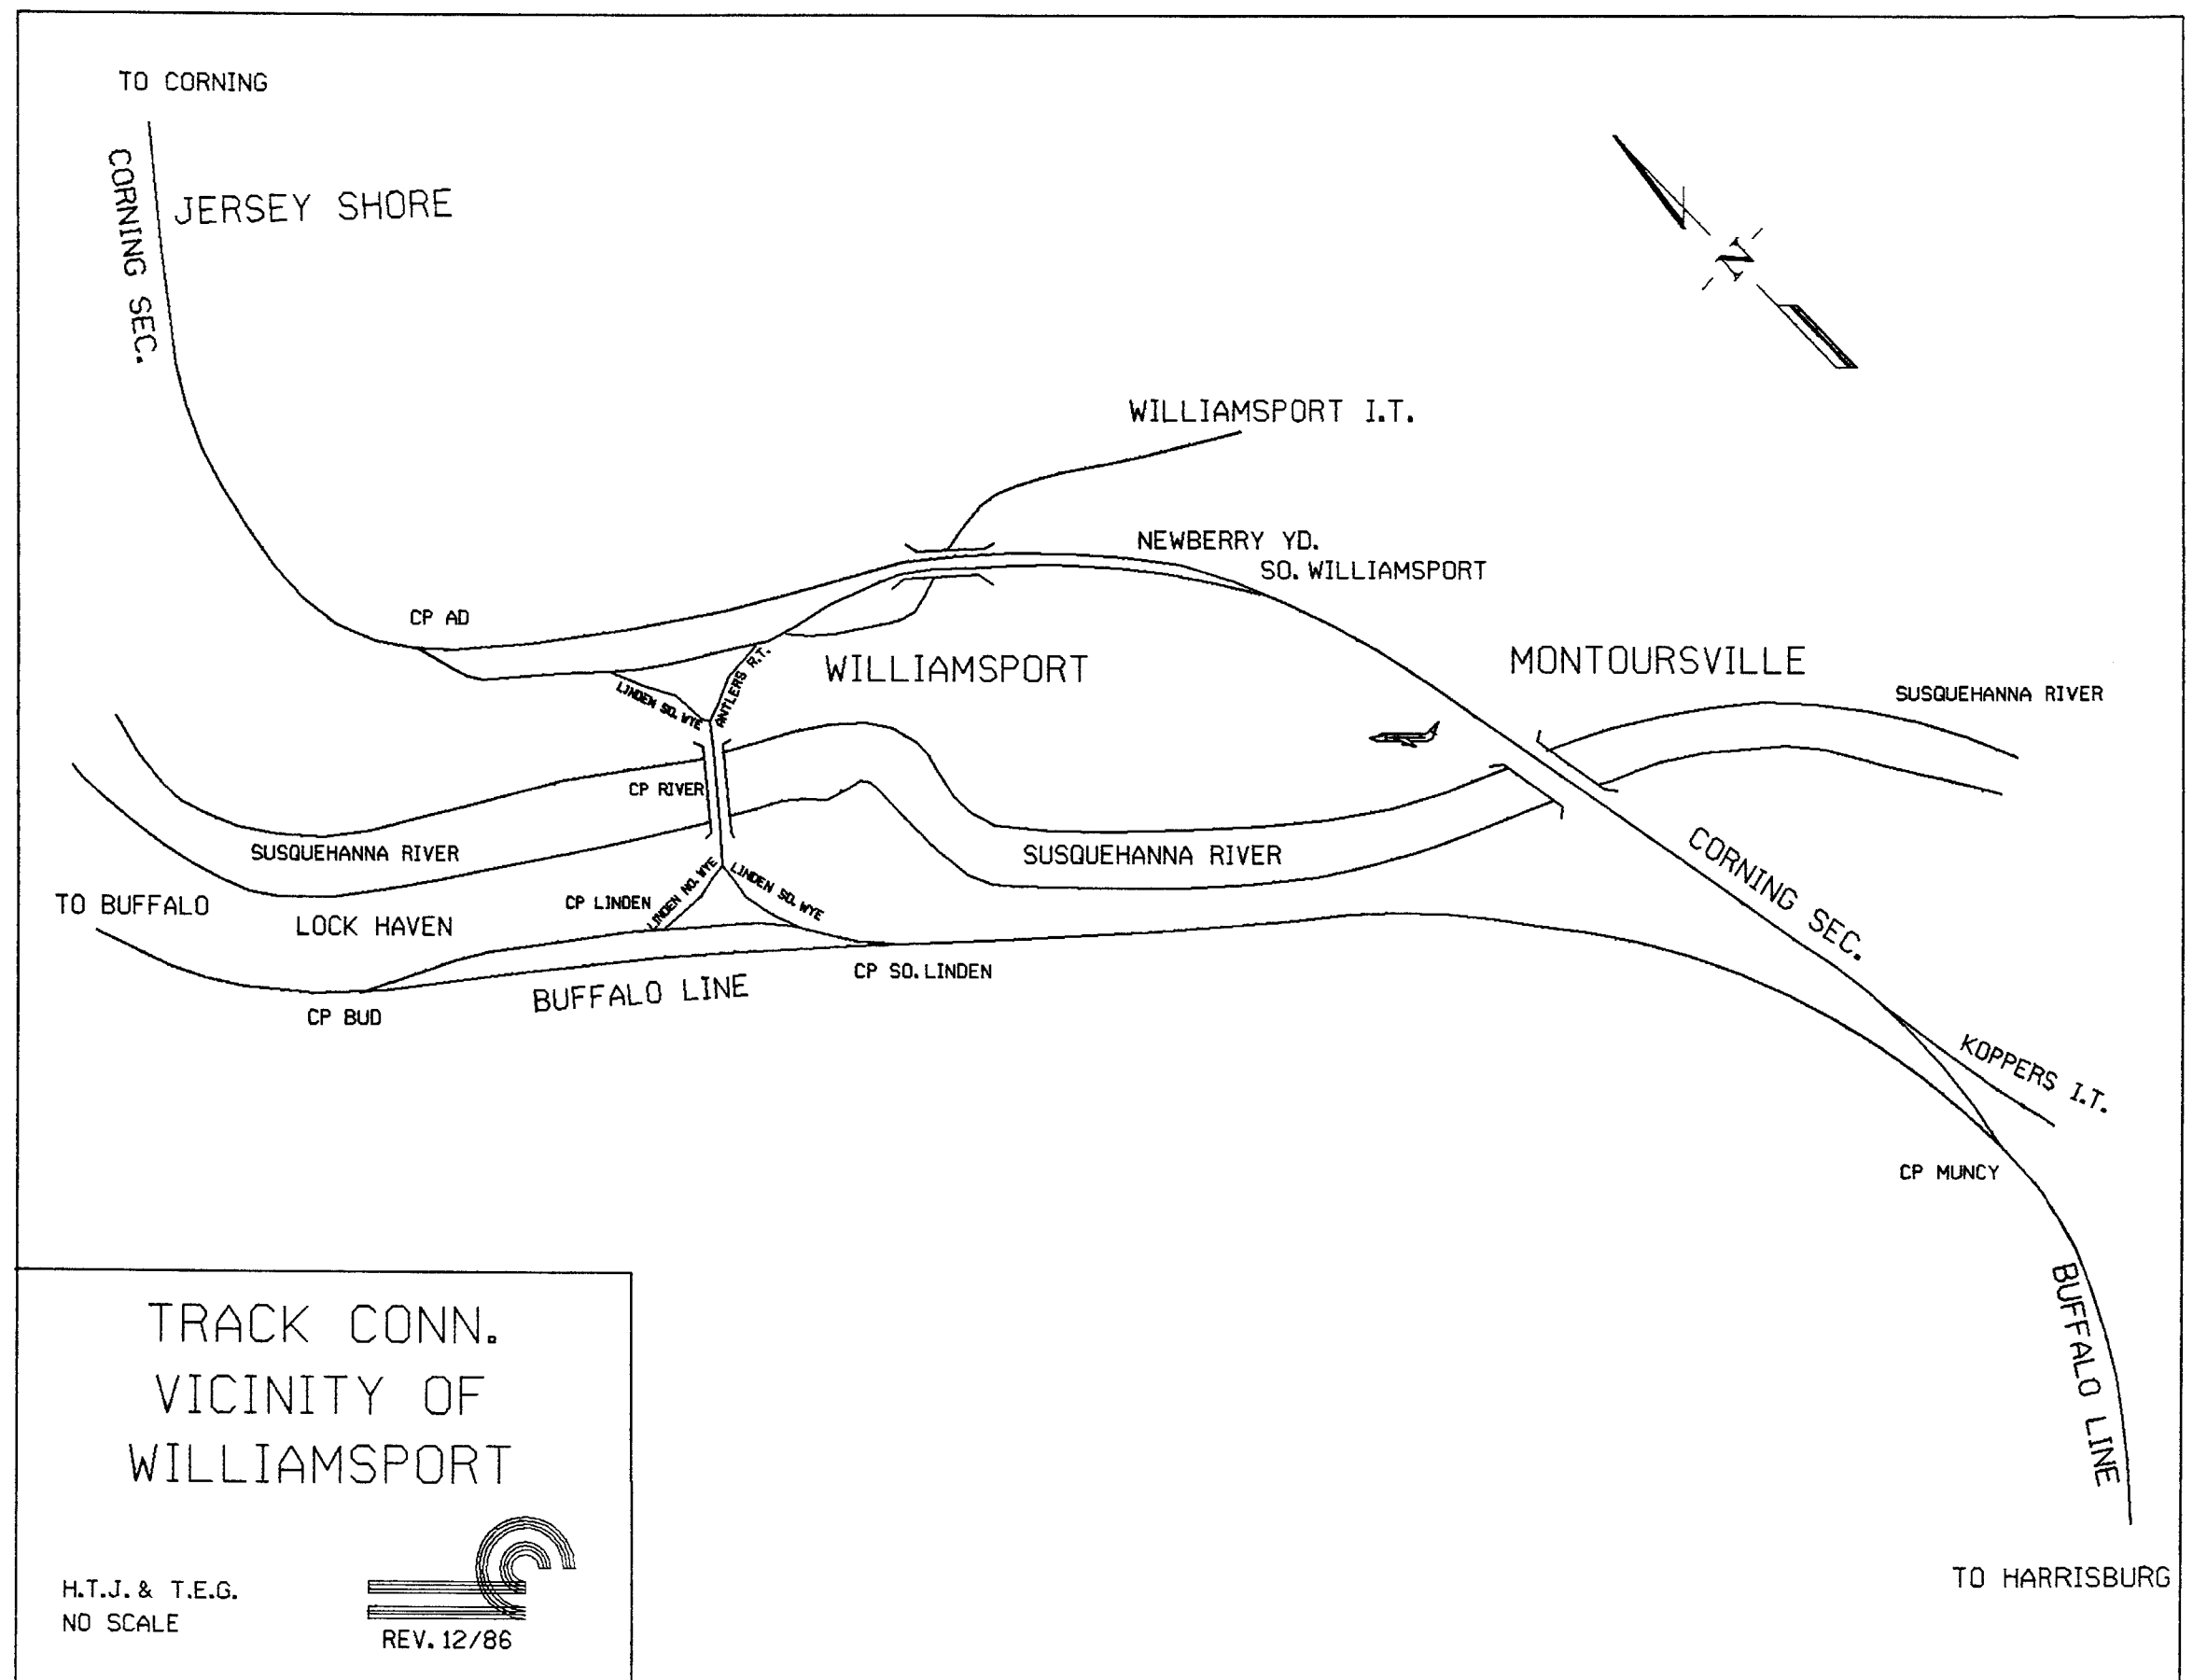 TO CORNING
CORNING SEC.
JERSEY SHORE
N
WILLIAMSPORT I.T.
NEWBERRY YD.
SO. WILLIAMSPORT
CP AD
WILLIAMSPORT
MONTOURSVILLE
SUSQUEHANNA RIVER
LINDEN SO. WYE
ANTLERS R.T.
CP RIVER
SUSQUEHANNA RIVER
SUSQUEHANNA RIVER
CORNING SEC.
TO BUFFALO
LOCK HAVEN
CP LINDEN
LINDEN NO. WYE
LINDEN SO. WYE
CP SO. LINDEN
BUFFALO LINE
CP BUD
KOPPERS I.T.
CP MUNCY
BUFFALO LINE
TO HARRISBURG
TRACK CONN.
VICINITY OF
WILLIAMSPORT
H.T.J. & T.E.G.
NO SCALE
REV. 12/86